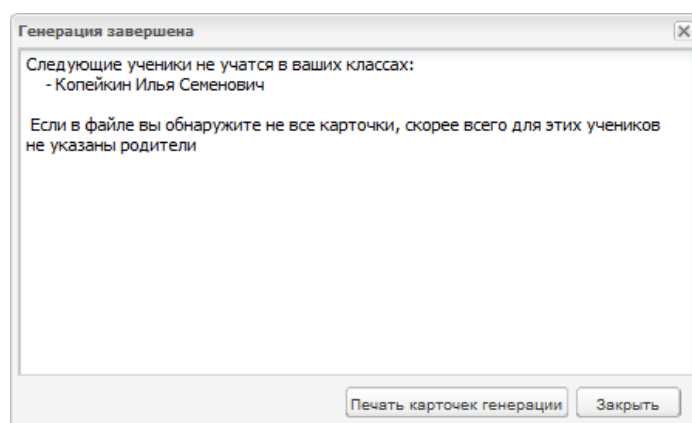 Генерация завершена
Следующие ученики не учатся в ваших классах:
- Копейкин Илья Семенович
Если в файле вы обнаружите не все карточки, скорее всего для этих учеников
не указаны родители
Печать карточек генерации
Закрыть